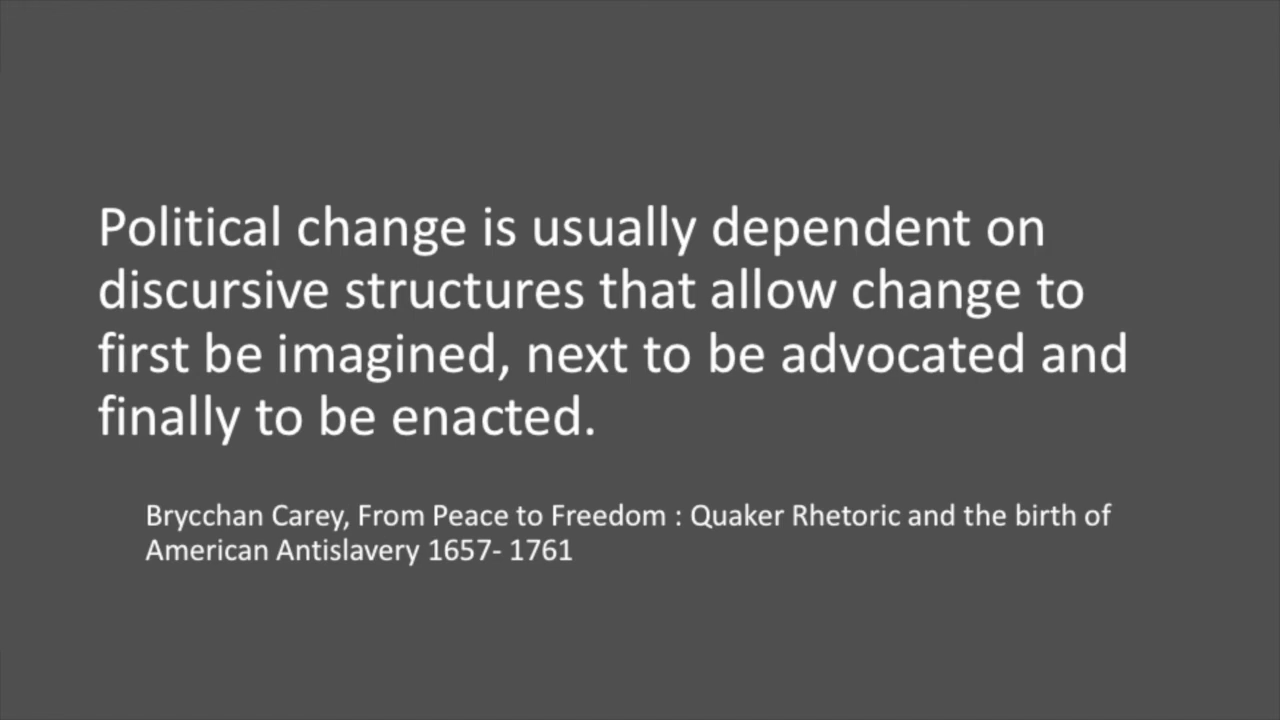 Political change is usually dependent on
discursive structures that allow change to
first be imagined, next to be advocated and
finally to be enacted.
Brycchan Carey, From Peace to Freedom : Quaker Rhetoric and the birth of
American Antislavery 1657- 1761